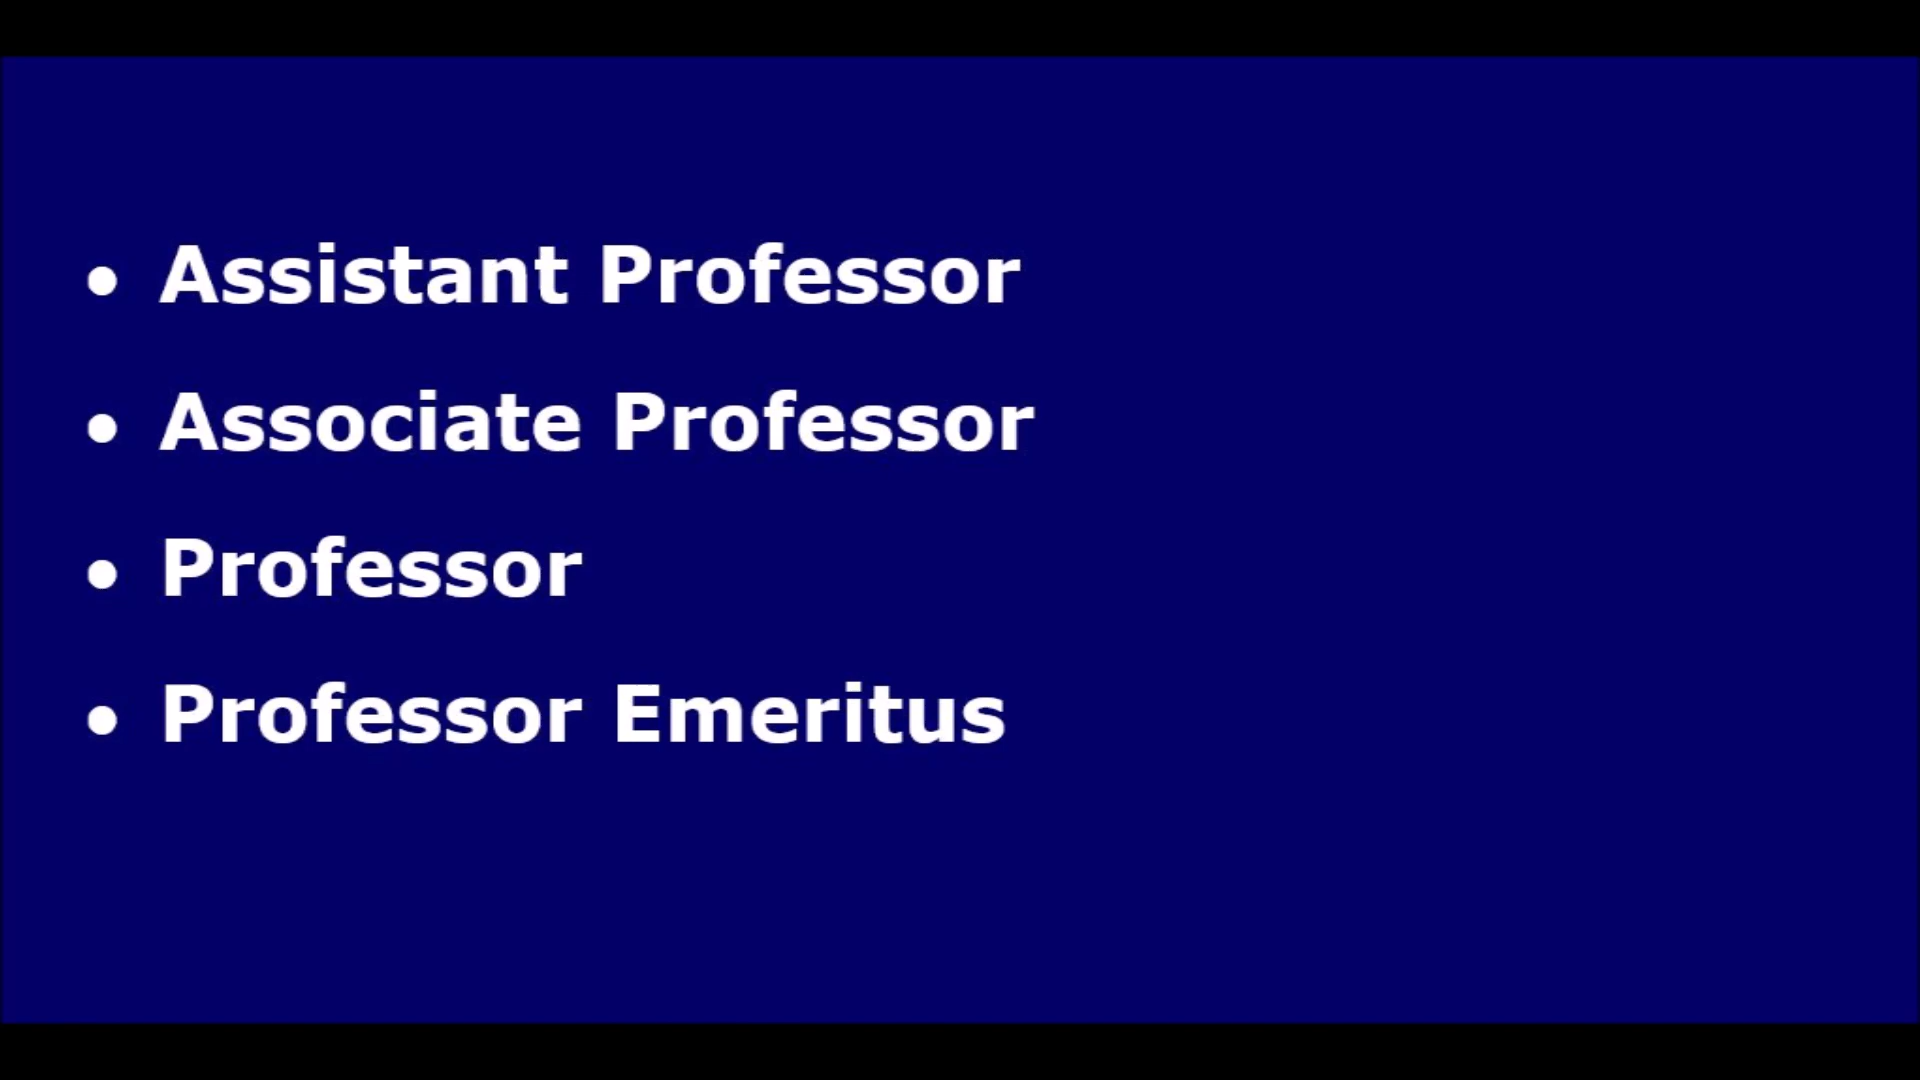 • Assistant Professor
• Associate Professor
• Professor
• Professor Emeritus